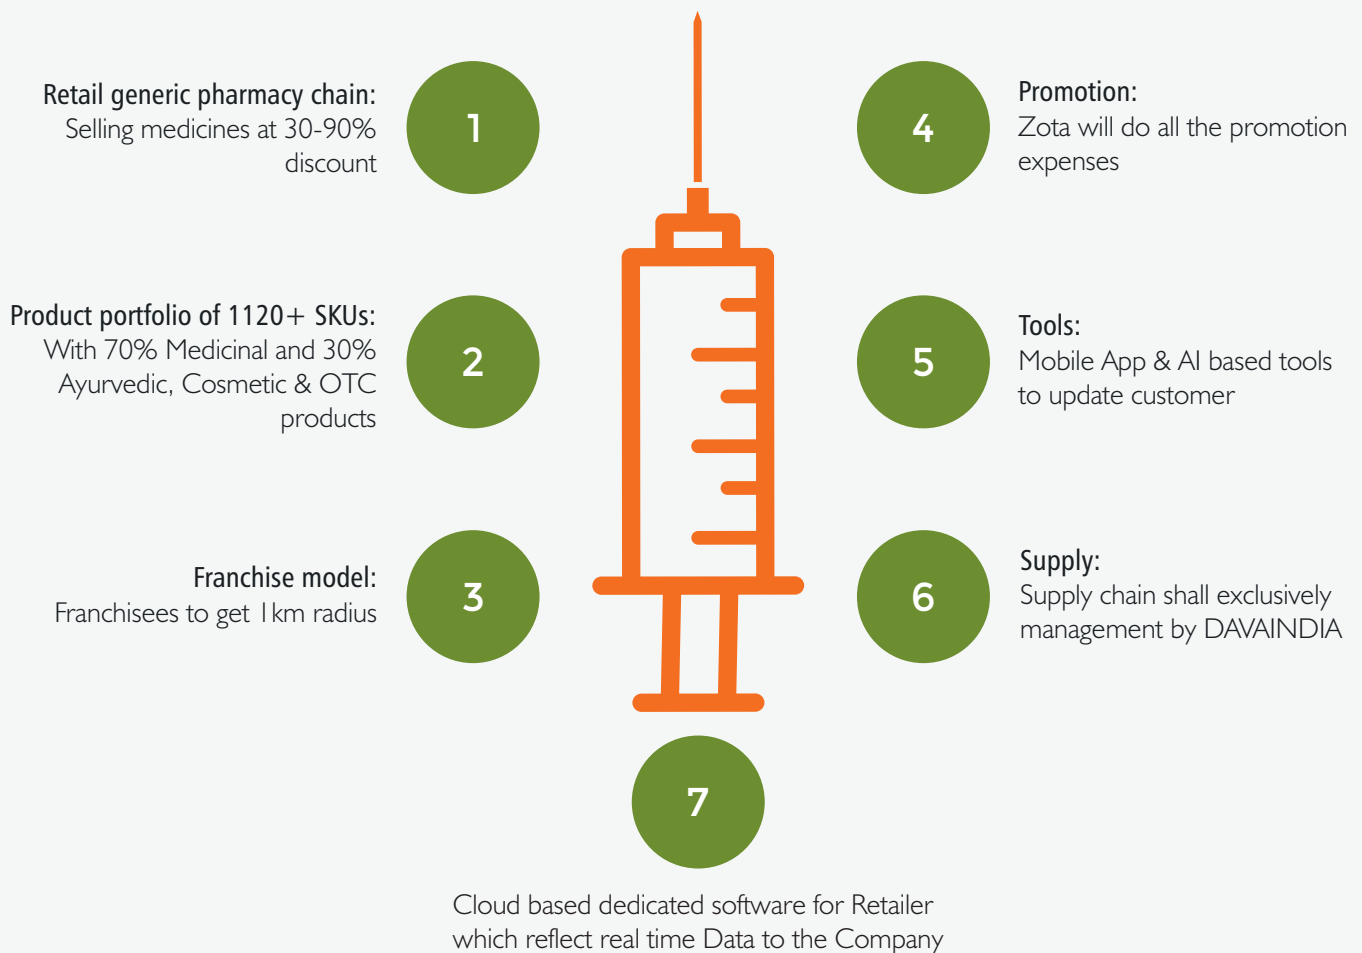 1
Retail generic pharmacy chain:
Selling medicines at 30-90%
discount
2
Product portfolio of 1120+ SKUs:
With 70% Medicinal and 30%
Ayurvedic, Cosmetic & OTC
products
3
Franchise model:
Franchisees to get 1km radius
4
Promotion:
Zota will do all the promotion
expenses
5
Tools:
Mobile App & AI based tools
to update customer
6
Supply:
Supply chain shall exclusively
management by DAVAINDIA
7
Cloud based dedicated software for Retailer
which reflect real time Data to the Company